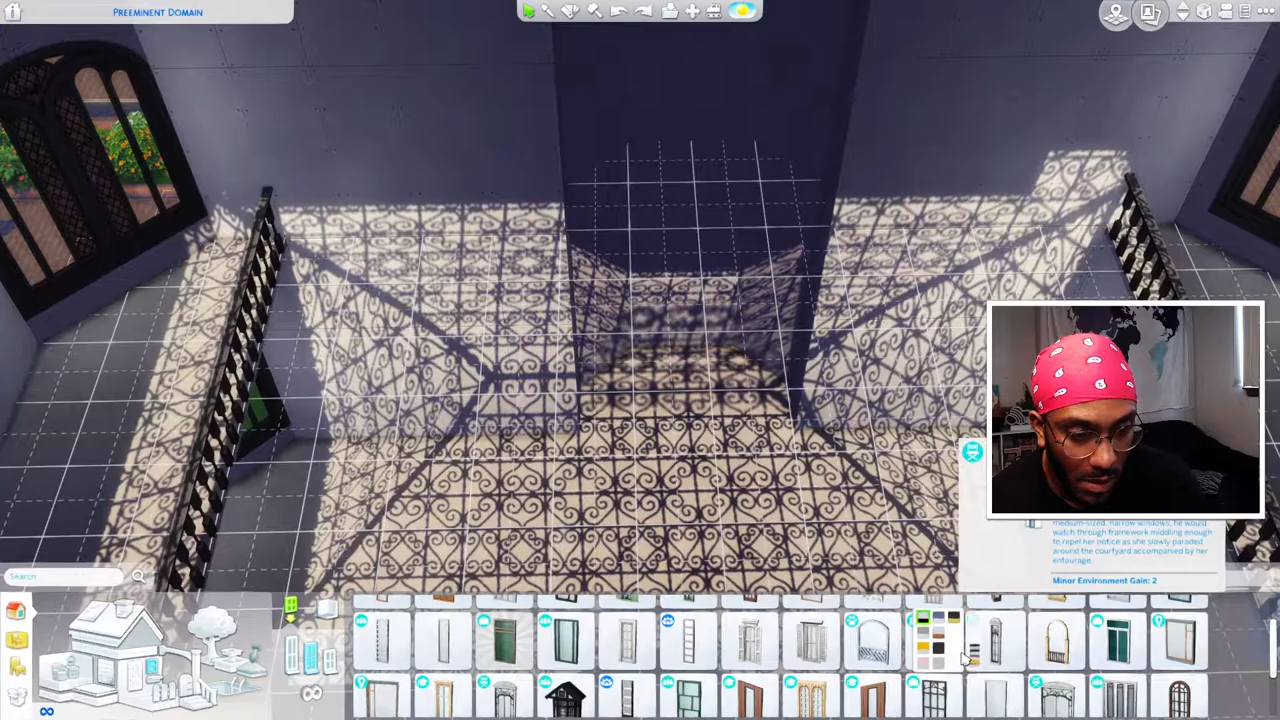 PREEMINENT DOMAIN
medium-sized, narrow windows, he would
watch through framework middling enough
to repel her notice as she slowly paraded
around the courtyard accompanied by her
entourage.
Minor Environment Gain: 2
Search